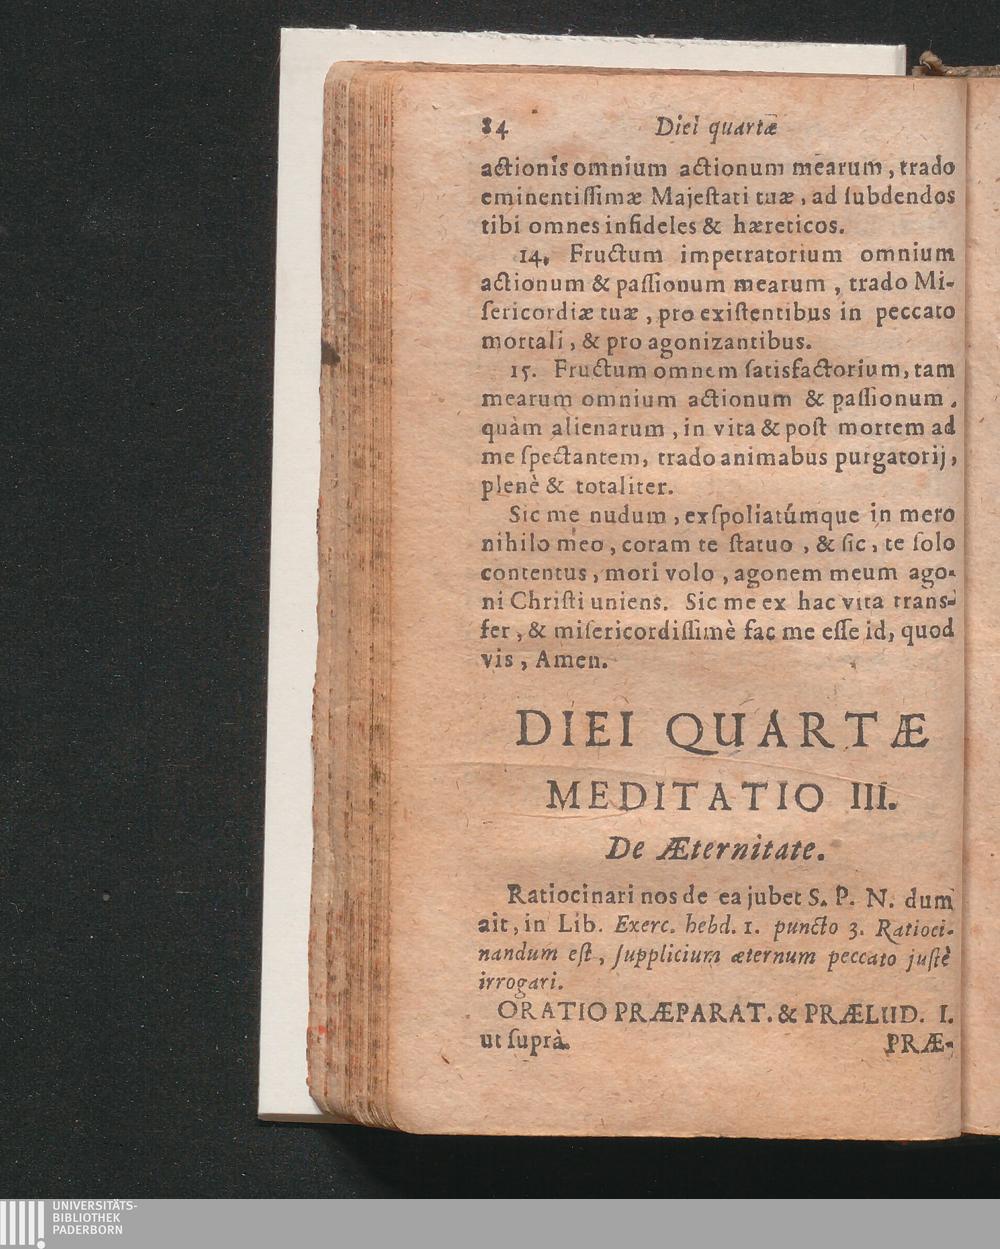 84 Diei quartæ
actionis omnium actionum mearum, trado
eminentissimæ Majeſtati tuæ, ad ſubdendos
tibi omnes infideles & hæreticos.
14. Fructum impetratorium omnium
actionum & paſſionum mearum, trado Mi-
ſericordiæ tuæ, pro exiſtentibus in peccato
mortali, & pro agonizantibus.
15. Fructum omnem ſatisfactorium, tam
mearum omnium actionum & paſſionum,
quàm alienarum, in vita & poſt mortem ad
me ſpectantem, trado animabus purgatorij,
plenè & totaliter.
Sic me nudum, exſpoliatúmque in mero
nihilo meo, coram te ſtatuo, & ſic, te ſolo
contentus, mori volo, agonem meum ago-
ni Chriſti uniens. Sic me ex hac vita trans-
fer, & miſericordiſſimè fac me eſſe id, quod
vis, Amen.
DIEI QUARTÆ
MEDITATIO III.
De Æternitate.
Ratiocinari nos de ea jubet S. P. N. dum
ait, in Lib. Exerc. hebd. 1. puncto 3. Ratioci-
nandum eſt, ſupplicium æternum peccato juſtè
irrogari.
ORATIO PRÆPARAT. & PRÆLUD. I.
ut ſuprà. PRÆ-
UNIVERSITÄTS-
BIBLIOTHEK
PADERBORN